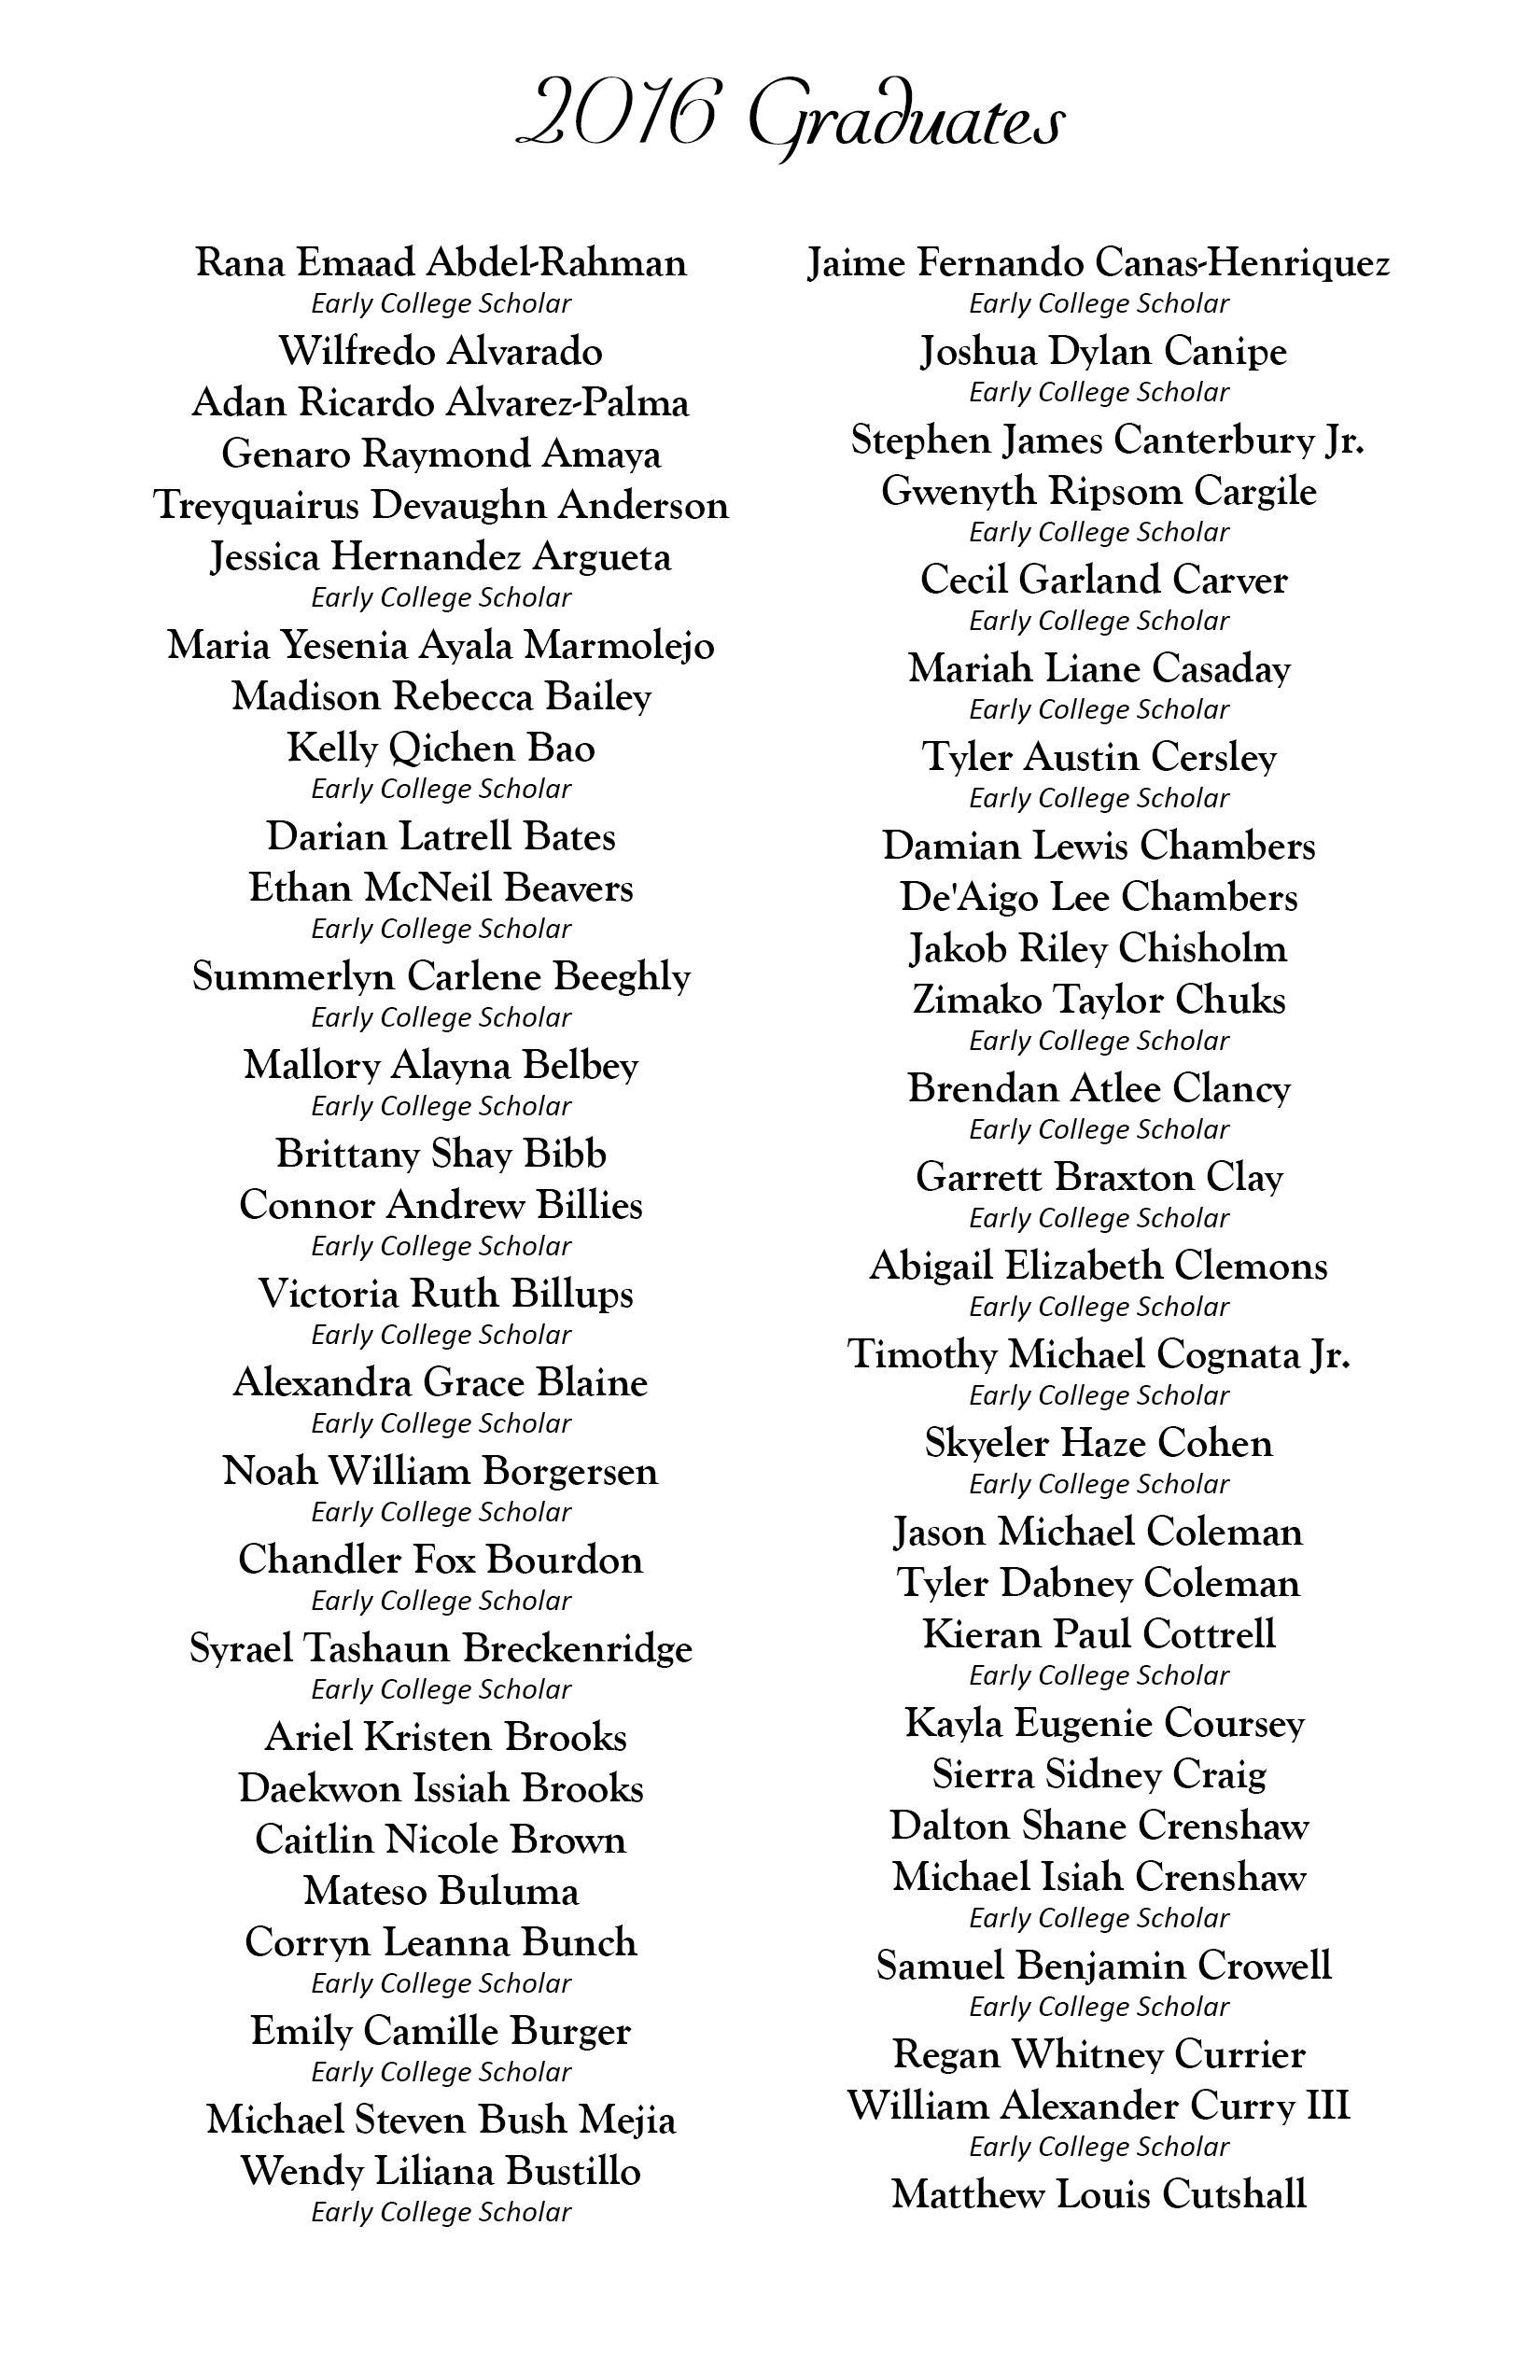 2016 Graduates
Rana Emaad Abdel-Rahman
Early College Scholar
Wilfredo Alvarado
Adan Ricardo Alvarez-Palma
Genaro Raymond Amaya
Treyquairus Devaughn Anderson
Jessica Hernandez Argueta
Early College Scholar
Maria Yesenia Ayala Marmolejo
Madison Rebecca Bailey
Kelly Qichen Bao
Early College Scholar
Darian Latrell Bates
Ethan McNeil Beavers
Early College Scholar
Summerlyn Carlene Beeghly
Early College Scholar
Mallory Alayna Belbey
Early College Scholar
Brittany Shay Bibb
Connor Andrew Billies
Early College Scholar
Victoria Ruth Billups
Early College Scholar
Alexandra Grace Blaine
Early College Scholar
Noah William Borgersen
Early College Scholar
Chandler Fox Bourdon
Early College Scholar
Syrael Tashaun Breckenridge
Early College Scholar
Ariel Kristen Brooks
Daekwon Issiah Brooks
Caitlin Nicole Brown
Mateso Buluma
Corryn Leanna Bunch
Early College Scholar
Emily Camille Burger
Early College Scholar
Michael Steven Bush Mejia
Wendy Liliana Bustillo
Early College Scholar
Jaime Fernando Canas-Henriquez
Early College Scholar
Joshua Dylan Canipe
Early College Scholar
Stephen James Canterbury Jr.
Gwenyth Ripsom Cargile
Early College Scholar
Cecil Garland Carver
Early College Scholar
Mariah Liane Casaday
Early College Scholar
Tyler Austin Cersley
Early College Scholar
Damian Lewis Chambers
De'Aigo Lee Chambers
Jakob Riley Chisholm
Zimako Taylor Chuks
Early College Scholar
Brendan Atlee Clancy
Early College Scholar
Garrett Braxton Clay
Early College Scholar
Abigail Elizabeth Clemons
Early College Scholar
Timothy Michael Cognata Jr.
Early College Scholar
Skyeler Haze Cohen
Early College Scholar
Jason Michael Coleman
Tyler Dabney Coleman
Kieran Paul Cottrell
Early College Scholar
Kayla Eugenie Coursey
Sierra Sidney Craig
Dalton Shane Crenshaw
Michael Isiah Crenshaw
Early College Scholar
Samuel Benjamin Crowell
Early College Scholar
Regan Whitney Currier
William Alexander Curry III
Early College Scholar
Matthew Louis Cutshall